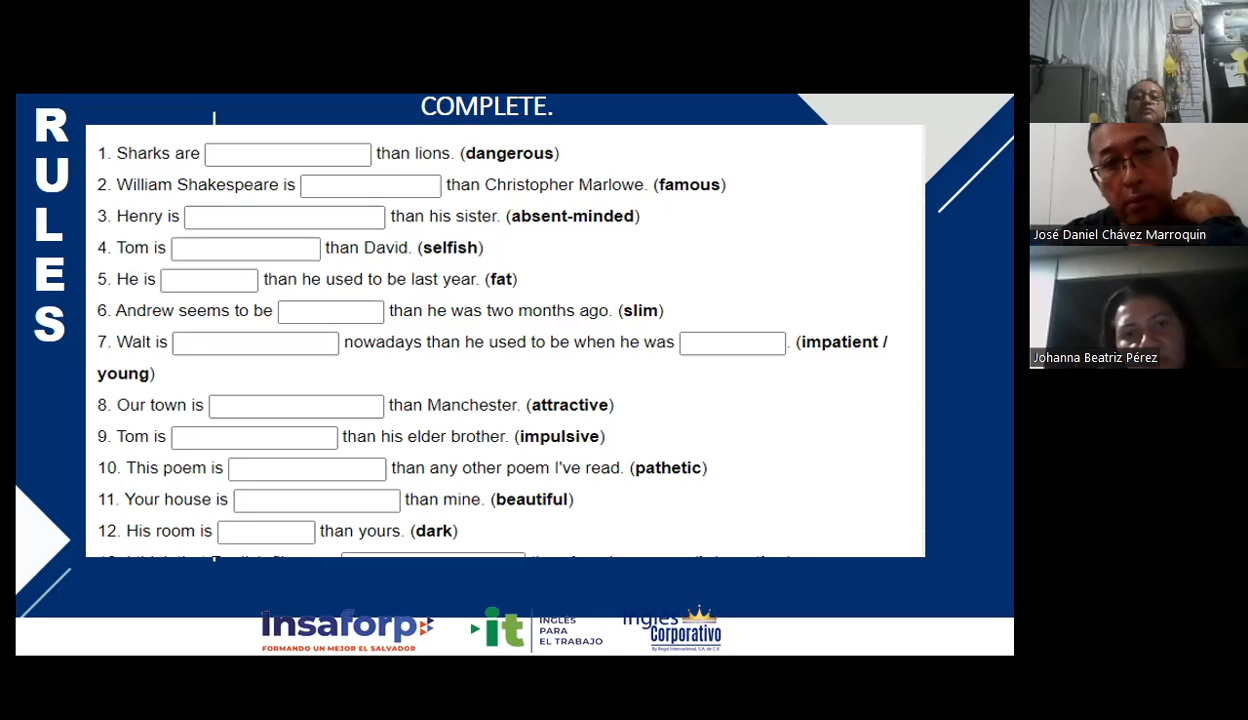 COMPLETE.
RULES
1. Sharks are than lions. (dangerous)
2. William Shakespeare is than Christopher Marlowe. (famous)
3. Henry is than his sister. (absent-minded)
4. Tom is than David. (selfish)
5. He is than he used to be last year. (fat)
6. Andrew seems to be than he was two months ago. (slim)
7. Walt is nowadays than he used to be when he was . (impatient /
young)
8. Our town is than Manchester. (attractive)
9. Tom is than his elder brother. (impulsive)
10. This poem is than any other poem I've read. (pathetic)
11. Your house is than mine. (beautiful)
12. His room is than yours. (dark)
Insaforp
FORMANDO UN MEJOR EL SALVADOR
it
INGLÉS
PARA
EL TRABAJO
Inglés
Corporativo
By Regal International, S.A. de C.V.
José Daniel Chávez Marroquin
Johanna Beatriz Pérez